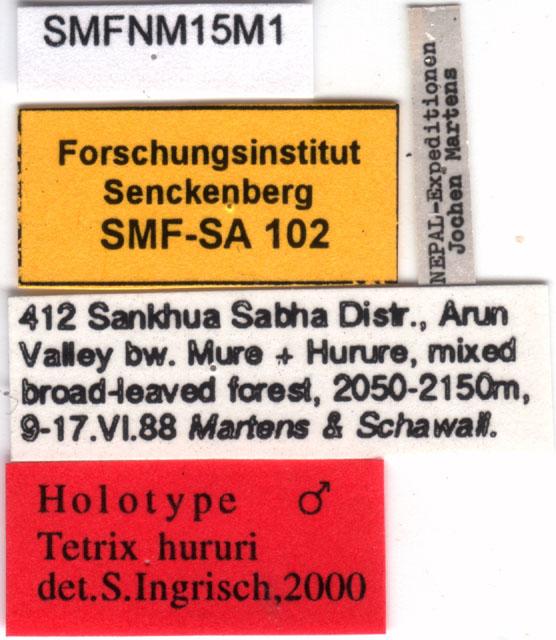 SMFNM15M1
NEPAL-Expeditionen
Jochen Martens
Forschungsinstitut
Senckenberg
SMF-SA 102
412 Sankhua Sabha Distr., Arun
Valley bw. Mure + Hurure, mixed
broad-leaved forest, 2050-2150m,
9-17.VI.88 Martens & Schawall.
Holotype ♂
Tetrix hururi
det.S.Ingrisch,2000